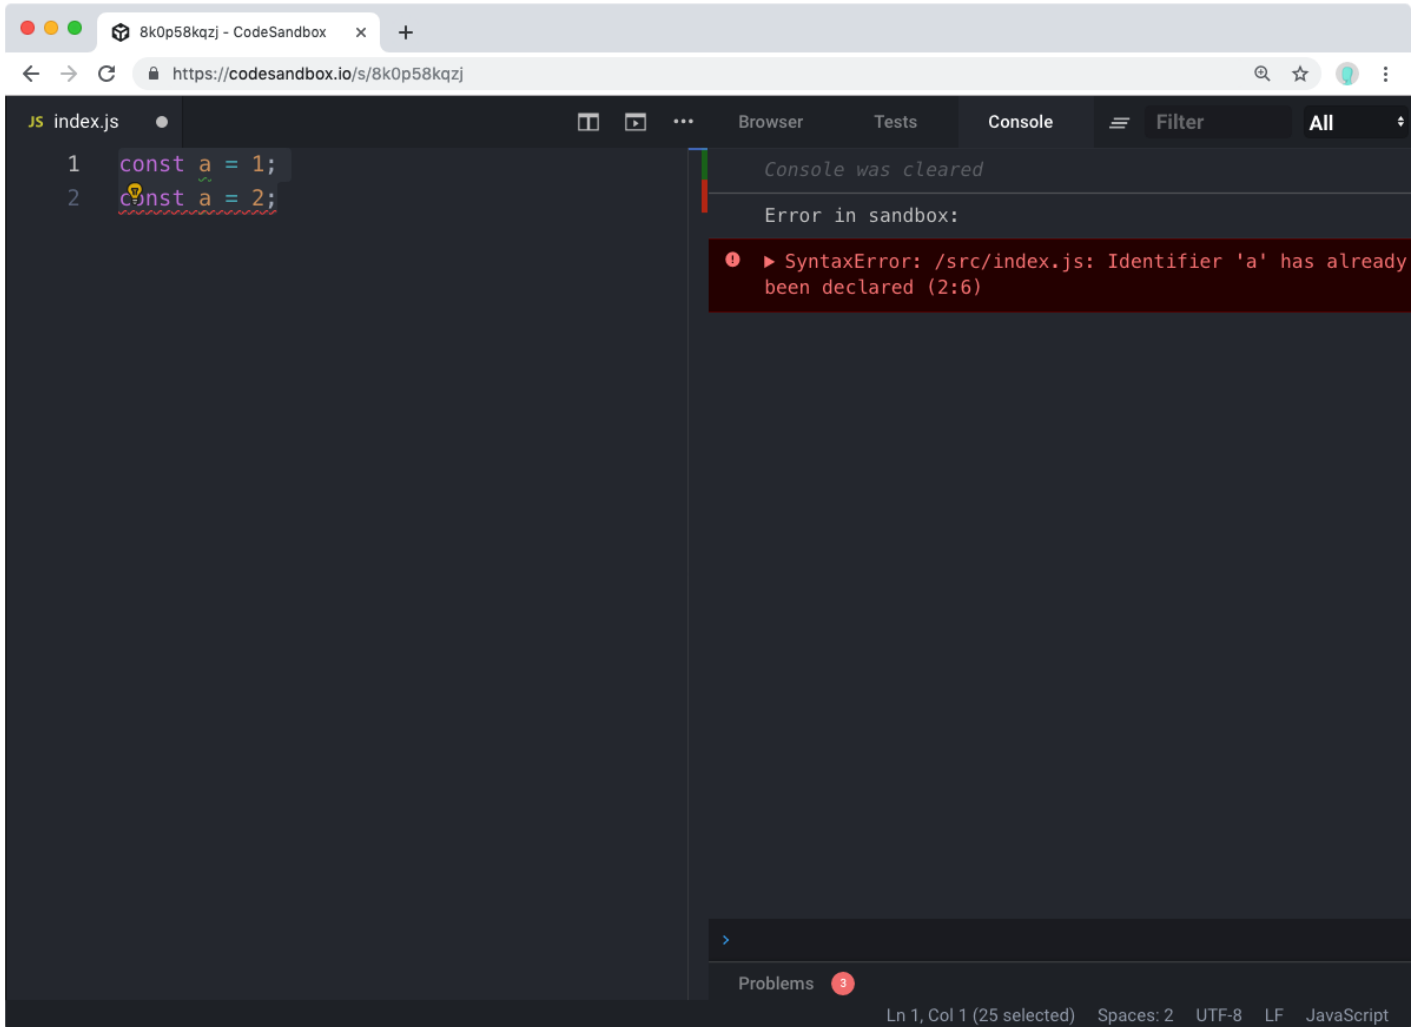 8k0p58kqzj - CodeSandbox
https://codesandbox.io/s/8k0p58kqzj
JS index.js
Browser Tests Console Filter All
1 const a = 1;
2 const a = 2;
Console was cleared
Error in sandbox:
SyntaxError: /src/index.js: Identifier 'a' has already
been declared (2:6)
Problems 3
Ln 1, Col 1 (25 selected) Spaces: 2 UTF-8 LF JavaScript